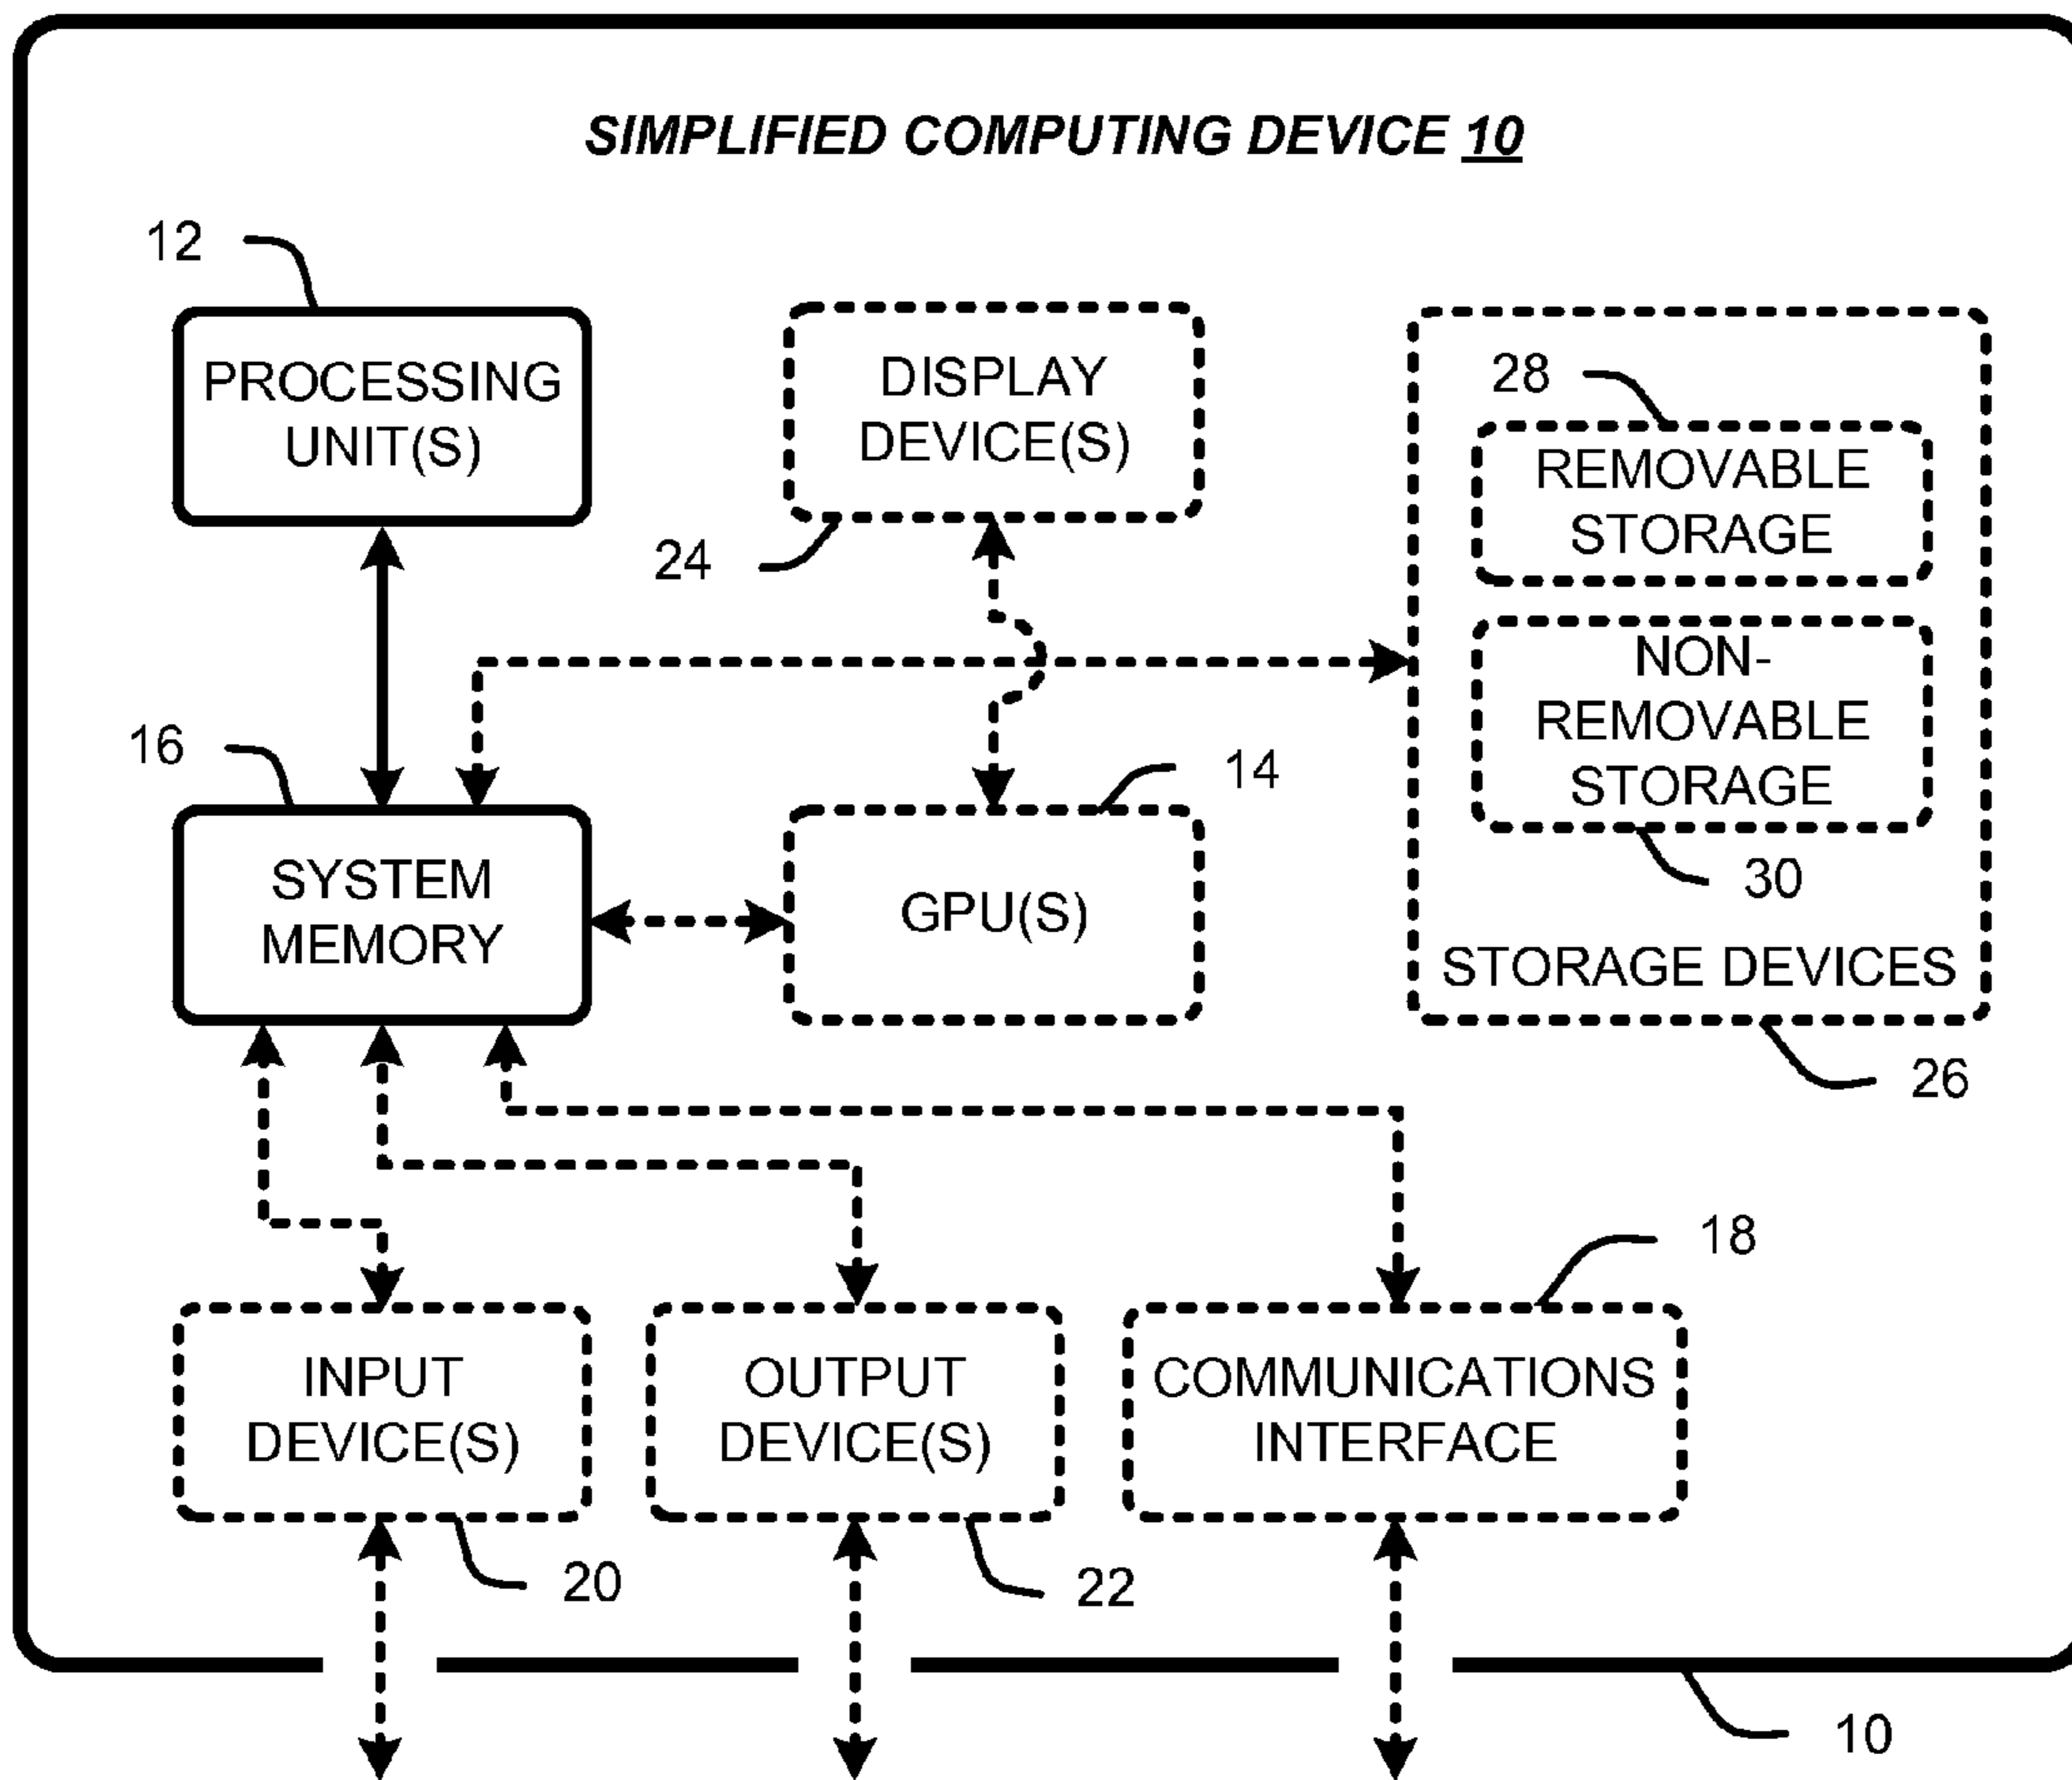 SIMPLIFIED COMPUTING DEVICE 10
12
PROCESSING
UNIT(S)
DISPLAY
DEVICE(S)
24
28
REMOVABLE
STORAGE
NON-
REMOVABLE
STORAGE
30
STORAGE DEVICES
26
16
SYSTEM
MEMORY
14
GPU(S)
18
INPUT
DEVICE(S)
20
OUTPUT
DEVICE(S)
22
COMMUNICATIONS
INTERFACE
10